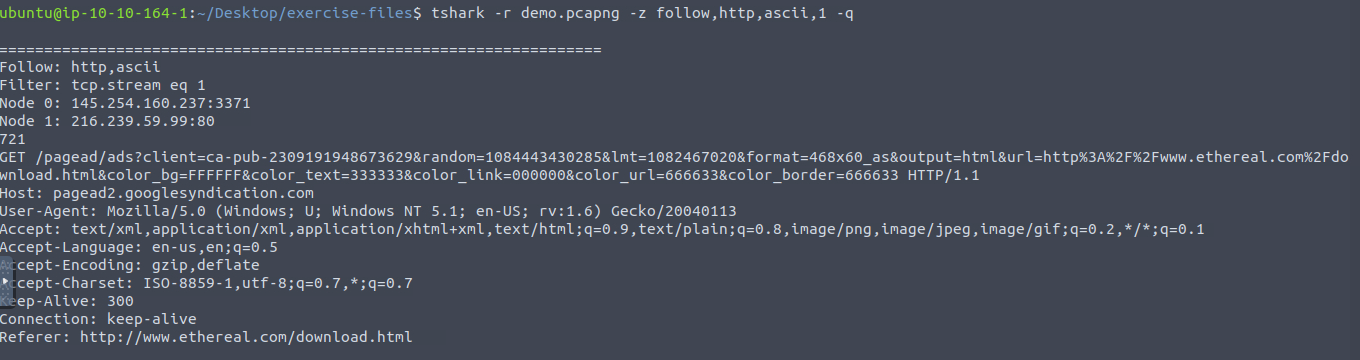 ubuntu@ip-10-10-164-1:~/Desktop/exercise-files$ tshark -r demo.pcapng -z follow,http,ascii,1 -q
===================================================================
Follow: http,ascii
Filter: tcp.stream eq 1
Node 0: 145.254.160.237:3371
Node 1: 216.239.59.99:80
721
GET /pagead/ads?client=ca-pub-2309191948673629&random=1084443430285&lmt=1082467020&format=468x60_as&output=html&url=http%3A%2F%2Fwww.ethereal.com%2Fdo
wnload.html&color_bg=FFFFFF&color_text=333333&color_link=000000&color_url=666633&color_border=666633 HTTP/1.1
Host: pagead2.googlesyndication.com
User-Agent: Mozilla/5.0 (Windows; U; Windows NT 5.1; en-US; rv:1.6) Gecko/20040113
Accept: text/xml,application/xml,application/xhtml+xml,text/html;q=0.9,text/plain;q=0.8,image/png,image/jpeg,image/gif;q=0.2,*/*;q=0.1
Accept-Language: en-us,en;q=0.5
Accept-Encoding: gzip,deflate
Accept-Charset: ISO-8859-1,utf-8;q=0.7,*;q=0.7
Keep-Alive: 300
Connection: keep-alive
Referer: http://www.ethereal.com/download.html